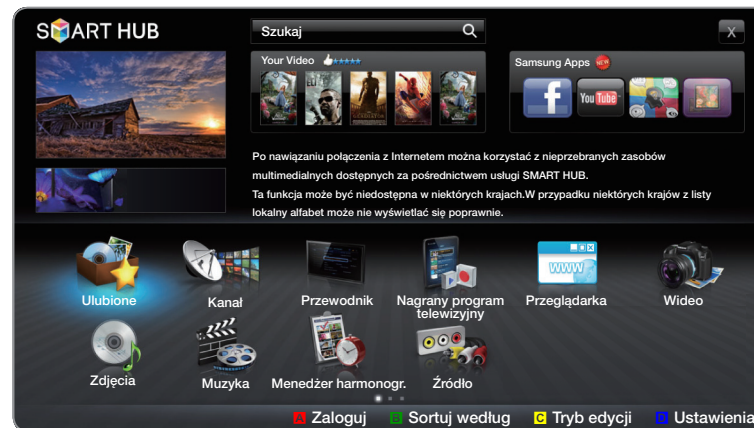 SMART HUB
Szukaj
X
Your Video
Samsung Apps NEW
You Tube
Po nawiązaniu połączenia z Internetem można korzystać z nieprzebranych zasobów
multimedialnych dostępnych za pośrednictwem usługi SMART HUB.
Ta funkcja może być niedostępna w niektórych krajach.W przypadku niektórych krajów z listy
lokalny alfabet może nie wyświetlać się poprawnie.
WWW
Ulubione
Kanał
Przewodnik
Nagrany program
telewizyjny
Przeglądarka
Wideo
Zdjęcia
Muzyka
Menedżer harmonogr.
Źródło
A Zaloguj B Sortuj według C Tryb edycji D Ustawienia